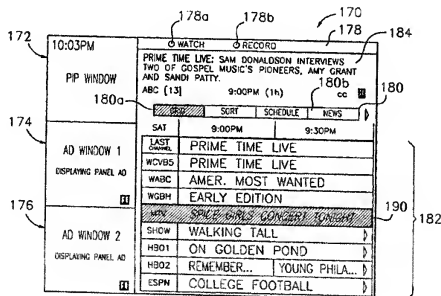 170
178a 178b
172 178
10:03PM WATCH RECORD
184
PRIME TIME LIVE: SAM DONALDSON INTERVIEWS
TWO OF GOSPEL MUSIC'S PIONEERS, AMY GRANT
AND SANDI PATTY.
PIP WINDOW
ABC [13] 9:00PM (1h) CC
180a 180b 180
GRID SORT SCHEDULE NEWS
174
SAT 9:00PM 9:30PM
AD WINDOW 1
DISPLAYING PANEL AD
LAST CHANNEL PRIME TIME LIVE
WCVB5 PRIME TIME LIVE
WABC AMER. MOST WANTED
WGBH EARLY EDITION
176
MTV SPICE GIRLS CONCERT TONIGHT 190
182
AD WINDOW 2
DISPLAYING PANEL AD
SHOW WALKING TALL
HBO1 ON GOLDEN POND
HBO2 REMEMBER... YOUNG PHILA...
ESPN COLLEGE FOOTBALL